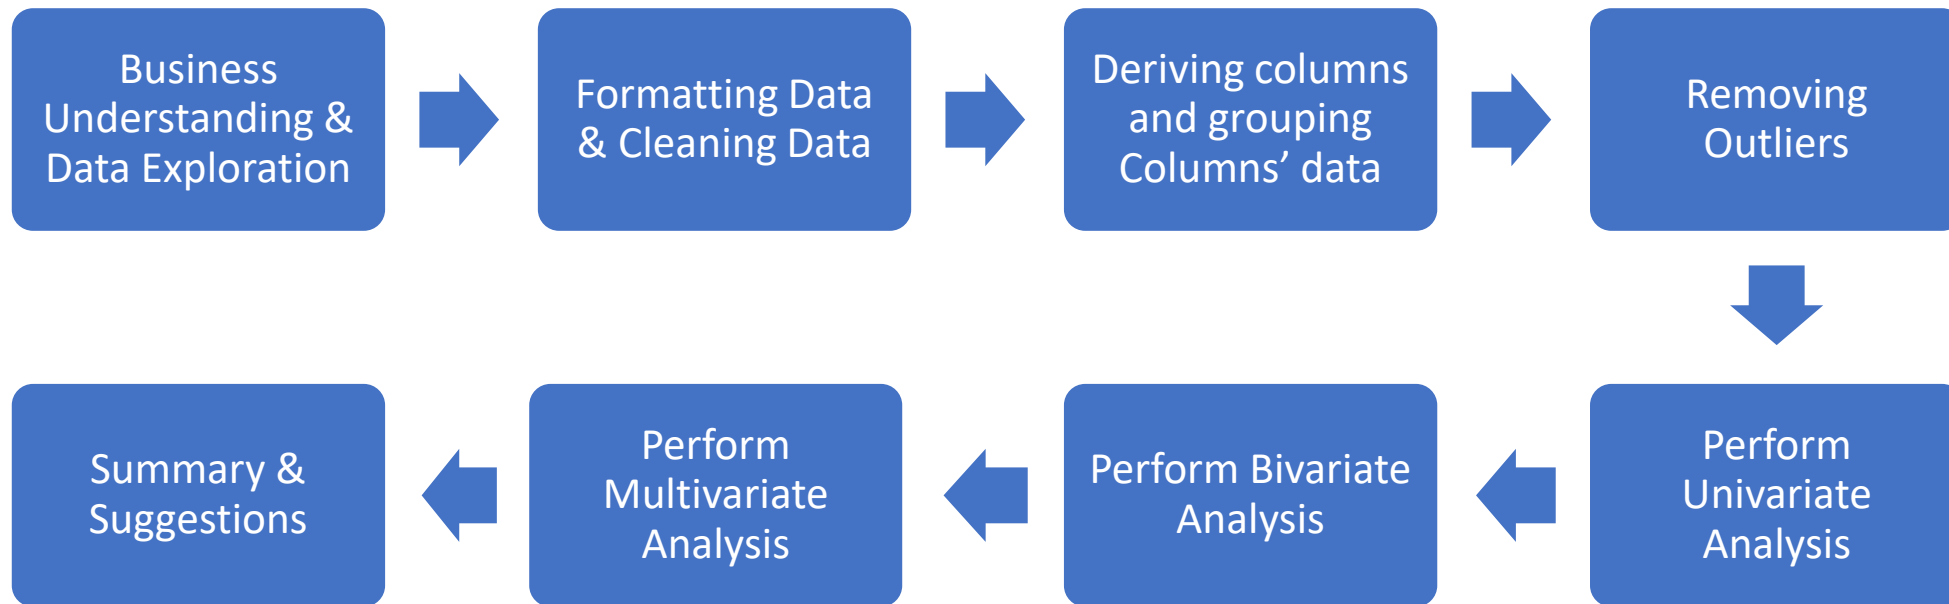 Business
Understanding &
Data Exploration
Formatting Data
& Cleaning Data
Deriving columns
and grouping
Columns’ data
Removing
Outliers
Perform
Univariate
Analysis
Perform Bivariate
Analysis
Perform
Multivariate
Analysis
Summary &
Suggestions